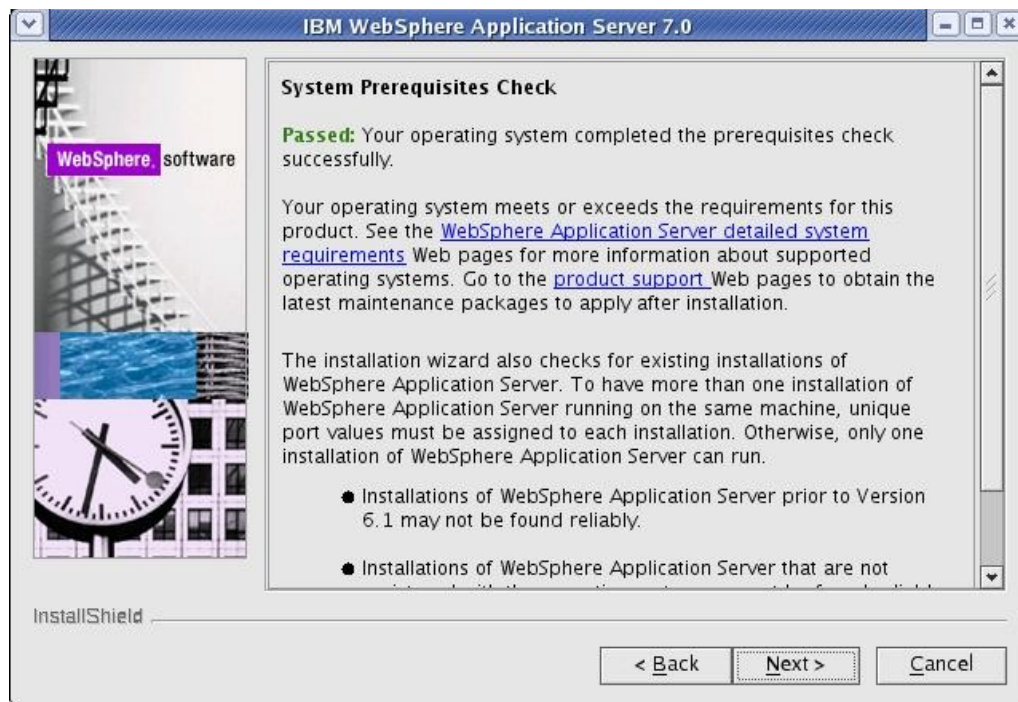 IBM WebSphere Application Server 7.0
WebSphere. software
System Prerequisites Check
Passed: Your operating system completed the prerequisites check
successfully.
Your operating system meets or exceeds the requirements for this
product. See the WebSphere Application Server detailed system
requirements Web pages for more information about supported
operating systems. Go to the product support Web pages to obtain the
latest maintenance packages to apply after installation.
The installation wizard also checks for existing installations of
WebSphere Application Server. To have more than one installation of
WebSphere Application Server running on the same machine, unique
port values must be assigned to each installation. Otherwise, only one
installation of WebSphere Application Server can run.
● Installations of WebSphere Application Server prior to Version
6.1 may not be found reliably.
● Installations of WebSphere Application Server that are not
InstallShield
< Back
Next >
Cancel